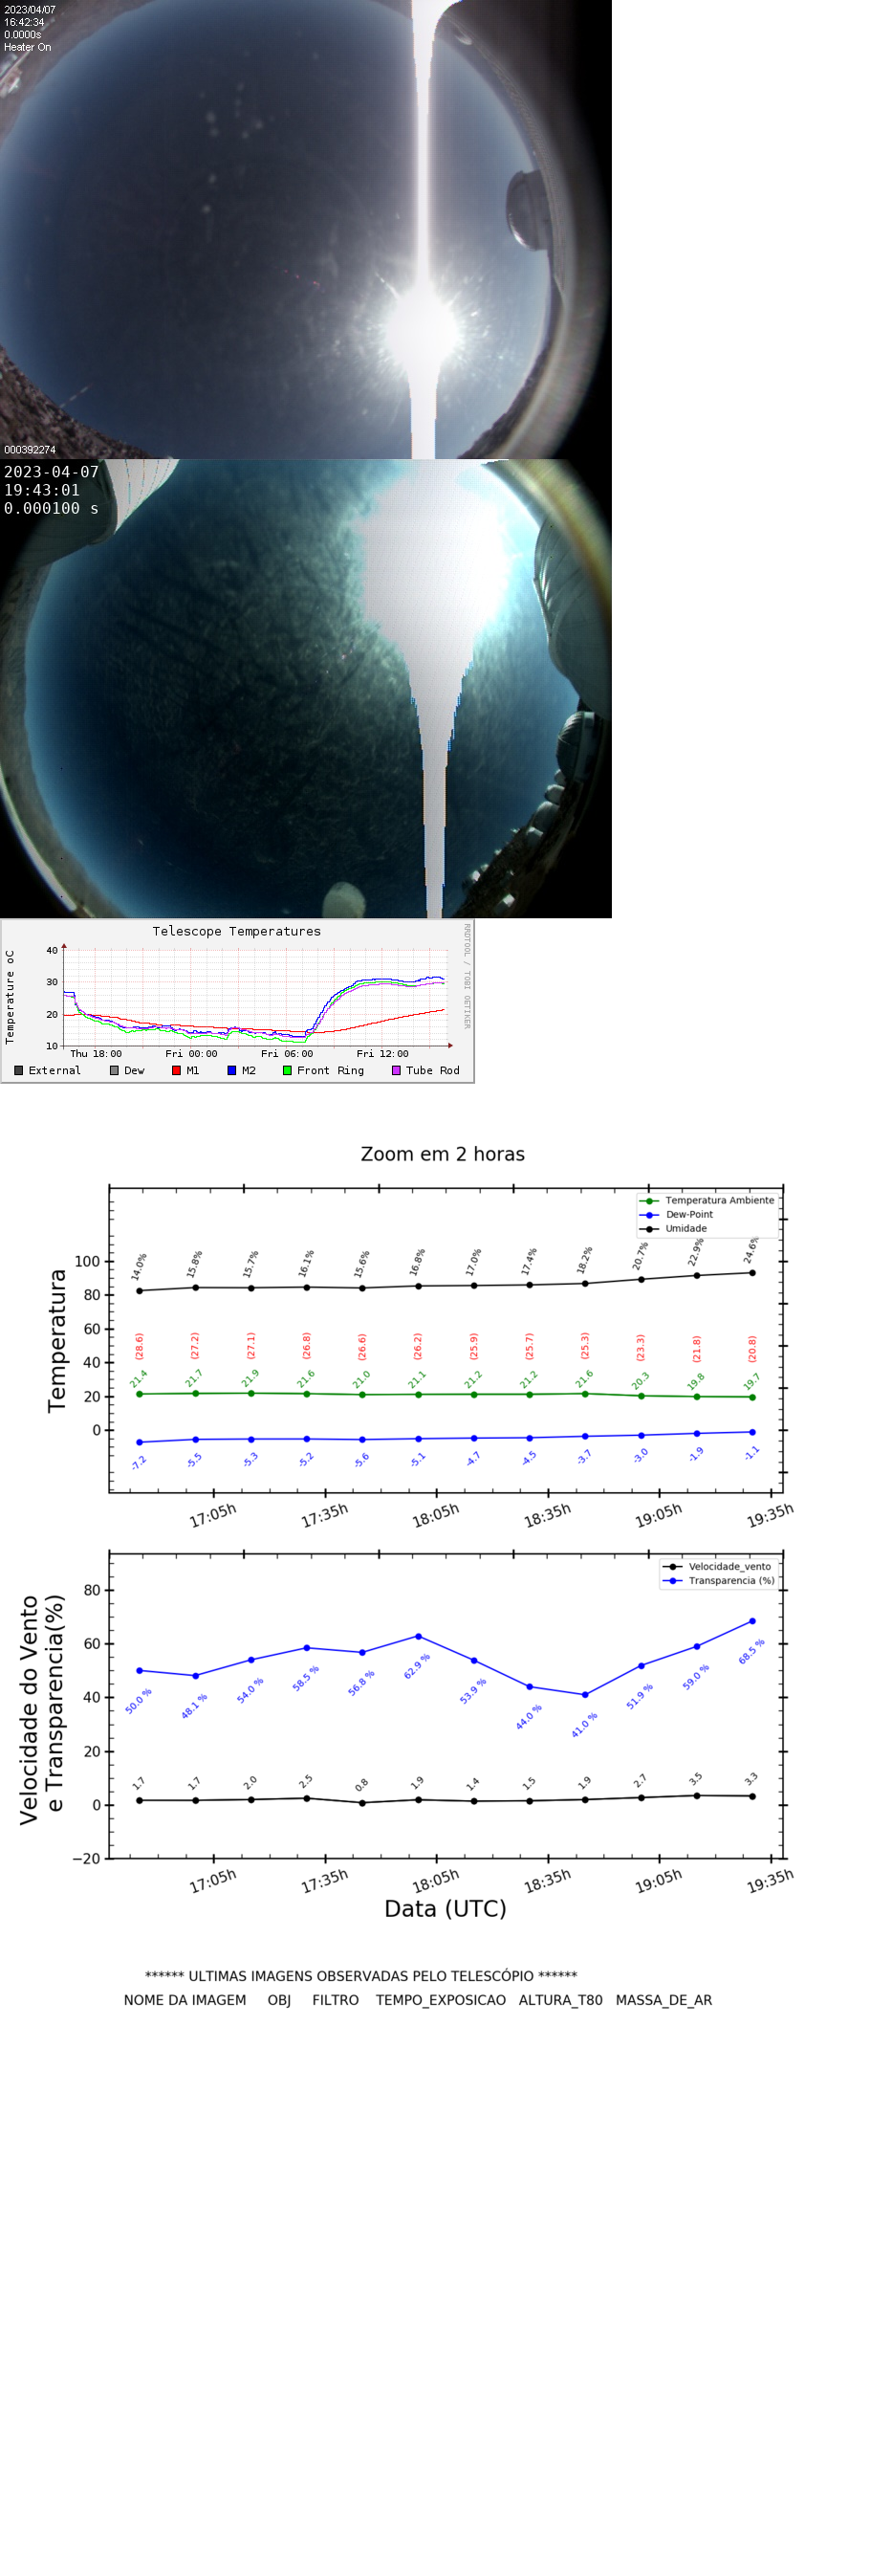 2023/04/07
16:42:34
0.0000s
Heater On
000392274
2023-04-07
19:43:01
0.000100 s
Telescope Temperatures
RRDTOOL / TOBI OETIKER
Temperature oC
40
30
20
10
Thu 18:00 Fri 00:00 Fri 06:00 Fri 12:00
External Dew M1 M2 Front Ring Tube Rod
Zoom em 2 horas
Temperatura Ambiente
Dew-Point
Umidade
Temperatura
100
80
60
40
20
0
14.0% 15.8% 15.7% 16.1% 15.6% 16.8% 17.0% 17.4% 18.2% 20.7% 22.9% 24.6%
(28.6) (27.2) (27.1) (26.8) (26.6) (26.2) (25.9) (25.7) (25.3) (23.3) (21.8) (20.8)
21.4 21.7 21.9 21.6 21.0 21.1 21.2 21.2 21.6 20.3 19.8 19.7
-7.2 -5.5 -5.3 -5.2 -5.6 -5.1 -4.7 -4.5 -3.7 -3.0 -1.9 -1.1
17:05h 17:35h 18:05h 18:35h 19:05h 19:35h
Velocidade_vento
Transparencia (%)
Velocidade do Vento
e Transparencia(%)
80
60
40
20
0
−20
50.0 % 48.1 % 54.0 % 58.5 % 56.8 % 62.9 % 53.9 % 44.0 % 41.0 % 51.9 % 59.0 % 68.5 %
1.7 1.7 2.0 2.5 0.8 1.9 1.4 1.5 1.9 2.7 3.5 3.3
17:05h 17:35h 18:05h 18:35h 19:05h 19:35h
Data (UTC)
****** ULTIMAS IMAGENS OBSERVADAS PELO TELESCÓPIO ******
NOME DA IMAGEM OBJ FILTRO TEMPO_EXPOSICAO ALTURA_T80 MASSA_DE_AR